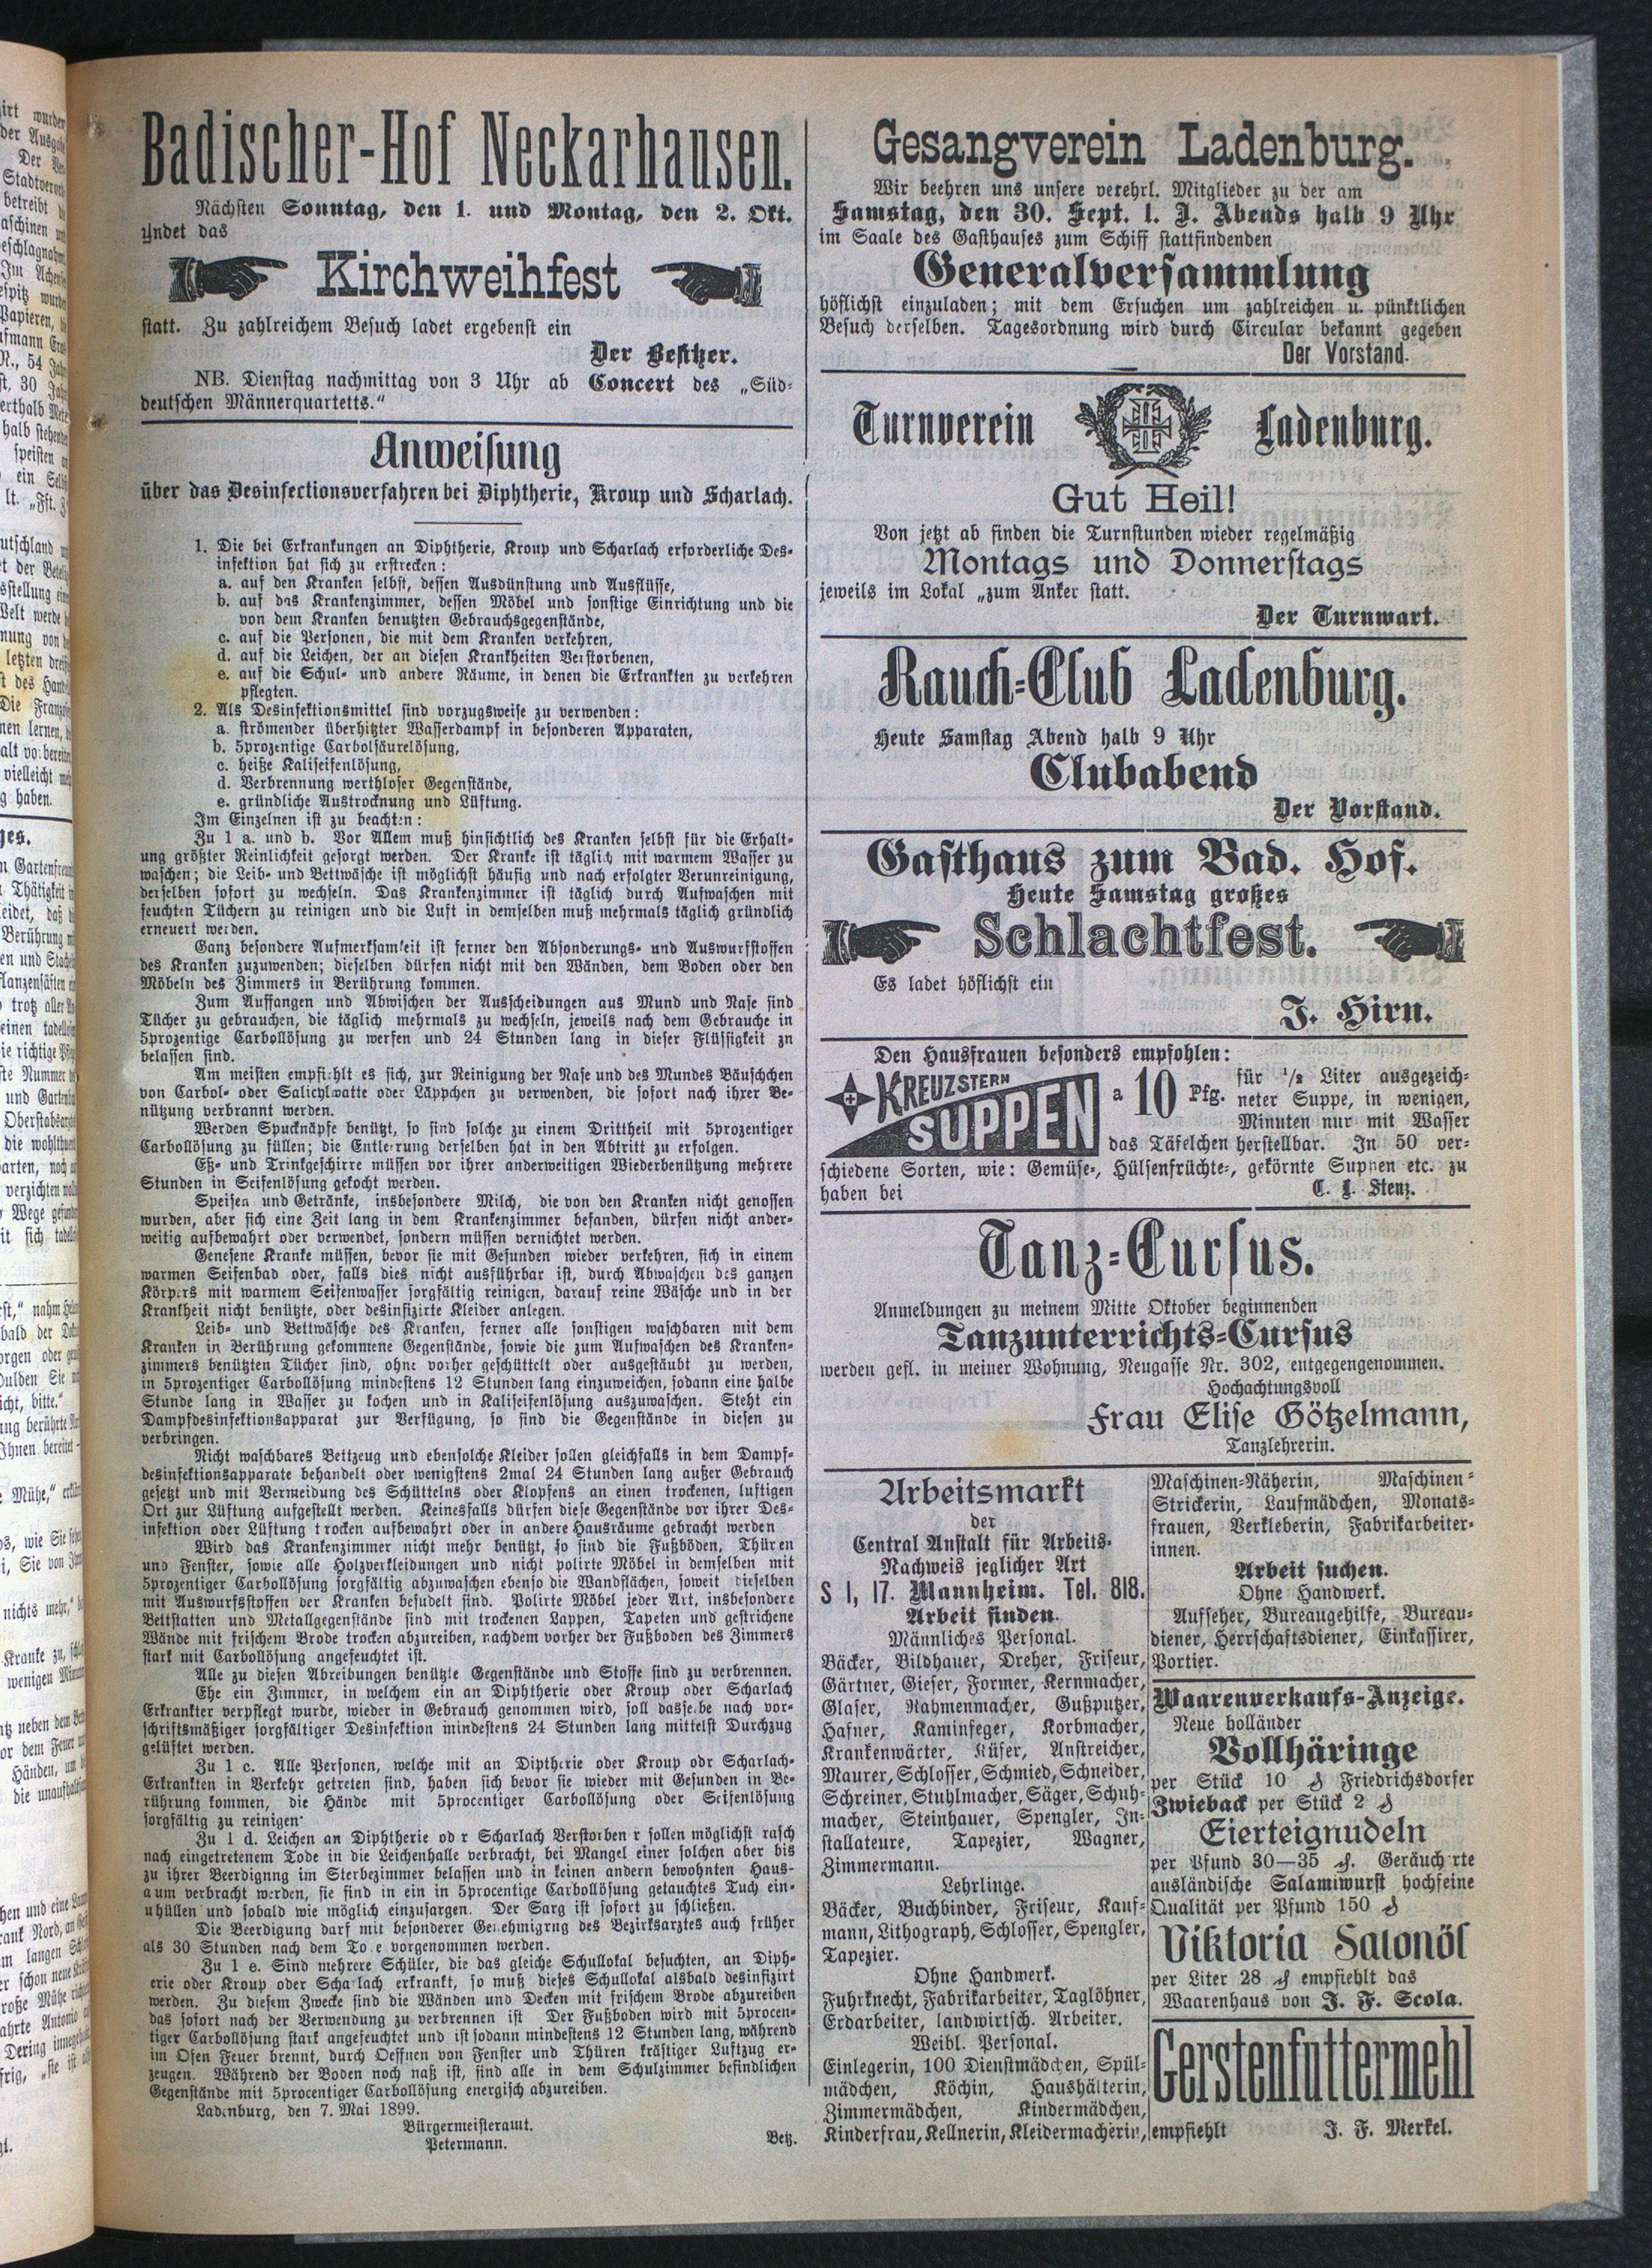 Badischer-Hof Neckarhausen.
Nächsten Sonntag, den 1. und Montag, den 2. Okt.
findet das
Kirchweihfest
statt. Zu zahlreichem Besuch ladet ergebenst ein
Der Besitzer.
NB. Dienstag nachmittag von 3 Uhr ab Concert des „Süd-
deutschen Männerquartetts.“
Anweisung
über das Desinfectionsverfahren bei Diphtherie, Kroup und Scharlach.
1. Die bei Erkrankungen an Diphtherie, Kroup und Scharlach erforderliche Des-
infektion hat sich zu erstrecken:
a. auf den Kranken selbst, dessen Ausdünstung und Ausflüsse,
b. auf das Krankenzimmer, dessen Möbel und sonstige Einrichtung und die
von dem Kranken benutzten Gebrauchsgegenstände,
c. auf die Personen, die mit dem Kranken verkehren,
d. auf die Leichen, der an diesen Krankheiten Verstorbenen,
e. auf die Schul- und andere Räume, in denen die Erkrankten zu verkehren
pflegten.
2. Als Desinfektionsmittel sind vorzugsweise zu verwenden:
a. strömender überhitzter Wasserdampf in besonderen Apparaten,
b. 5prozentige Carbolsäurelösung,
c. heiße Kaliseifenlösung,
d. Verbrennung werthloser Gegenstände,
e. gründliche Austrocknung und Lüftung.
Im Einzelnen ist zu beachten:
Zu 1 a. und b. Vor Allem muß hinsichtlich des Kranken selbst für die Erhalt-
ung größter Reinlichkeit gesorgt werden. Der Kranke ist täglich mit warmem Wasser zu
waschen; die Leib- und Bettwäsche ist möglichst häufig und nach erfolgter Verunreinigung,
derselben sofort zu wechseln. Das Krankenzimmer ist täglich durch Aufwaschen mit
feuchten Tüchern zu reinigen und die Luft in demselben muß mehrmals täglich gründlich
erneuert werden.
Ganz besondere Aufmerksamkeit ist ferner den Absonderungs- und Auswurfstoffen
des Kranken zuzuwenden; dieselben dürfen nicht mit den Wänden, dem Boden oder den
Möbeln des Zimmers in Berührung kommen.
Zum Auffangen und Abwischen der Ausscheidungen aus Mund und Nase sind
Tücher zu gebrauchen, die täglich mehrmals zu wechseln, jeweils nach dem Gebrauche in
5prozentige Carbollösung zu werfen und 24 Stunden lang in dieser Flüssigkeit zn
belassen sind.
Am meisten empfiehlt es sich, zur Reinigung der Nase und des Mundes Bäuschchen
von Carbol- oder Salicylwatte oder Läppchen zu verwenden, die sofort nach ihrer Be-
nützung verbrannt werden.
Werden Spucknäpfe benützt, so sind solche zu einem Drittheil mit 5prozentiger
Carbollösung zu füllen; die Entleerung derselben hat in den Abtritt zu erfolgen.
Eß- und Trinkgeschirre müssen vor ihrer anderweitigen Wiederbenützung mehrere
Stunden in Seifenlösung gekocht werden.
Speisen und Getränke, insbesondere Milch, die von den Kranken nicht genossen
wurden, aber sich eine Zeit lang in dem Krankenzimmer befanden, dürfen nicht ander-
weitig aufbewahrt oder verwendet, sondern müssen vernichtet werden.
Genesene Kranke müssen, bevor sie mit Gesunden wieder verkehren, sich in einem
warmen Seifenbad oder, falls dies nicht ausführbar ist, durch Abwaschen des ganzen
Körpers mit warmem Seifenwasser sorgfältig reinigen, darauf reine Wäsche und in der
Krankheit nicht benützte, oder desinfizirte Kleider anlegen.
Leib- und Bettwäsche des Kranken, ferner alle sonstigen waschbaren mit dem
Kranken in Berührung gekommene Gegenstände, sowie die zum Aufwaschen des Kranken-
zimmers benützten Tücher sind, ohne vorher geschüttelt oder ausgestäubt zu werden,
in 5prozentiger Carbollösung mindestens 12 Stunden lang einzuweichen, sodann eine halbe
Stunde lang in Wasser zu kochen und in Kaliseifenlösung auszuwaschen. Steht ein
Dampfdesinfektionsapparat zur Verfügung, so sind die Gegenstände in diesen zu
verbringen.
Nicht waschbares Bettzeug und ebensolche Kleider sollen gleichfalls in dem Dampf-
desinfektionsapparate behandelt oder wenigstens 2mal 24 Stunden lang außer Gebrauch
gesetzt und mit Vermeidung des Schüttelns oder Klopfens an einen trockenen, luftigen
Ort zur Lüftung aufgestellt werden. Keinesfalls dürfen diese Gegenstände vor ihrer Des-
infektion oder Lüftung trocken aufbewahrt oder in andere Hausräume gebracht werden
Wird das Krankenzimmer nicht mehr benützt, so sind die Fußböden, Thüren
und Fenster, sowie alle Holzverkleidungen und nicht polirte Möbel in demselben mit
5prozentiger Carbollösung sorgfältig abzuwaschen ebenso die Wandflächen, soweit dieselben
mit Auswurfsstoffen der Kranken besudelt sind. Polirte Möbel jeder Art, insbesondere
Bettstatten und Metallgegenstände sind mit trockenen Lappen, Tapeten und gestrichene
Wände mit frischem Brode trocken abzureiben, nachdem vorher der Fußboden des Zimmers
stark mit Carbollösung angefeuchtet ist.
Alle zu diesen Abreibungen benützte Gegenstände und Stoffe sind zu verbrennen.
Ehe ein Zimmer, in welchem ein an Diphtherie oder Kroup oder Scharlach
Erkrankter verpflegt wurde, wieder in Gebrauch genommen wird, soll dasselbe nach vor-
schriftsmäßiger sorgfältiger Desinfektion mindestens 24 Stunden lang mittelst Durchzug
gelüftet werden.
Zu 1 c. Alle Personen, welche mit an Diptherie oder Kroup odr Scharlach-
Erkrankten in Verkehr getreten sind, haben sich bevor sie wieder mit Gesunden in Be-
rührung kommen, die Hände mit 5procentiger Carbollösung oder Seifenlösung
sorgfältig zu reinigen·
Zu 1 d. Leichen an Diphtherie od r Scharlach Verstorben r sollen möglichst rasch
nach eingetretenem Tode in die Leichenhalle verbracht, bei Mangel einer solchen aber bis
zu ihrer Beerdignng im Sterbezimmer belassen und in keinen andern bewohnten Haus-
aum verbracht werden, sie sind in ein in 5procentige Carbollösung getauchtes Tuch ein-
uhüllen und sobald wie möglich einzusargen. Der Sarg ist sofort zu schließen.
Die Beerdigung darf mit besonderer Genehmigrng des Bezirksarztes auch früher
als 30 Stunden nach dem To e vorgenommen werden.
Zu 1 e. Sind mehrere Schüler, die das gleiche Schullokal besuchten, an Diph-
erie oder Kroup oder Scharlach erkrankt, so muß dieses Schullokal alsbald desinfizirt
werden. Zu diesem Zwecke sind die Wänden und Decken mit frischem Brode abzureiben
das sofort nach der Verwendung zu verbrennen ist Der Fußboden wird mit 5procen-
tiger Carbollösung stark angefeuchtet und ist sodann mindestens 12 Stunden lang, während
im Ofen Feuer brennt, durch Oeffnen von Fenster und Thüren kräftiger Luftzug er-
zeugen. Während der Boden noch naß ist, sind alle in dem Schulzimmer befindlichen
Gegenstände mit 5procentiger Carbollösung energisch abzureiben.
Ladenburg, den 7. Mai 1899.
Bürgermeisteramt.
Petermann.
Betz.
Gesangverein Ladenburg.
Wir beehren uns unsere verehrl. Mitglieder zu der am
Samstag, den 30. Sept. l. J. Abends halb 9 Uhr
im Saale des Gasthauses zum Schiff stattfindenden
Generalversammlung
höflichst einzuladen; mit dem Ersuchen um zahlreichen u. pünktlichen
Besuch derselben. Tagesordnung wird durch Circular bekannt gegeben
Der Vorstand.
Turnverein Ladenburg.
Gut Heil!
Von jetzt ab finden die Turnstunden wieder regelmäßig
Montags und Donnerstags
jeweils im Lokal „zum Anker statt.
Der Turnwart.
Rauch-Club Ladenburg.
Heute Samstag Abend halb 9 Uhr
Clubabend
Der Vorstand.
Gasthaus zum Bad. Hof.
Heute Samstag großes
Schlachtfest.
Es ladet höflichst ein
J. Hirn.
Den Hausfrauen besonders empfohlen:
KREUZSTERN
SUPPEN
a 10 Pfg. für 1/2 Liter ausgezeich-
neter Suppe, in wenigen,
Minuten nur mit Wasser
das Täfelchen herstellbar. In 50 ver-
schiedene Sorten, wie: Gemüse-, Hülsenfrüchte-, gekörnte Suppen etc. zu
haben bei C. L. Stenz.
Tanz-Cursus.
Anmeldungen zu meinem Mitte Oktober beginnenden
Tanzunterrichts-Cursus
werden gefl. in meiner Wohnung, Neugasse Nr. 302, entgegengenommen.
Hochachtungsvoll
Frau Elise Götzelmann,
Tanzlehrerin.
Arbeitsmarkt
der
Central Anstalt für Arbeits-
Nachweis jeglicher Art
S 1, 17. Mannheim. Tel. 818.
Arbeit finden.
Männliches Personal.
Bäcker, Bildhauer, Dreher, Friseur,
Gärtner, Gieser, Former, Kernmacher,
Glaser, Rahmenmacher, Gußputzer,
Hafner, Kaminfeger, Korbmacher,
Krankenwärter, Küfer, Anstreicher,
Maurer, Schlosser, Schmied, Schneider,
Schreiner, Stuhlmacher, Säger, Schuh-
macher, Steinhauer, Spengler, In-
stallateure, Tapezier, Wagner,
Zimmermann.
Lehrlinge.
Bäcker, Buchbinder, Friseur, Kauf-
mann, Lithograph, Schlosser, Spengler,
Tapezier.
Ohne Handwerk.
Fuhrknecht, Fabrikarbeiter, Taglöhner,
Erdarbeiter, landwirtsch. Arbeiter.
Weibl. Personal.
Einlegerin, 100 Dienstmädchen, Spül-
mädchen, Köchin, Haushälterin,
Zimmermädchen, Kindermädchen,
Kinderfrau, Kellnerin, Kleidermacherin,
Maschinen-Näherin, Maschinen-
Strickerin, Laufmädchen, Monats-
frauen, Verkleberin, Fabrikarbeiter-
innen.
Arbeit suchen.
Ohne Handwerk.
Aufseher, Bureaugehilfe, Bureau-
diener, Herrschaftsdiener, Einkassirer,
Portier.
Waarenverkaufs-Anzeige.
Neue holländer
Vollhäringe
per Stück 10 ₰ Friedrichsdorfer
Zwieback per Stück 2 ₰
Eierteignudeln
per Pfund 30—35 ₰. Geräuch rte
ausländische Salamiwurst hochfeine
Qualität per Pfund 150 ₰
Viktoria Salonöl
per Liter 28 ₰ empfiehlt das
Waarenhaus von J. F. Scola.
Gerstenfuttermehl
empfiehlt J. F. Merkel.